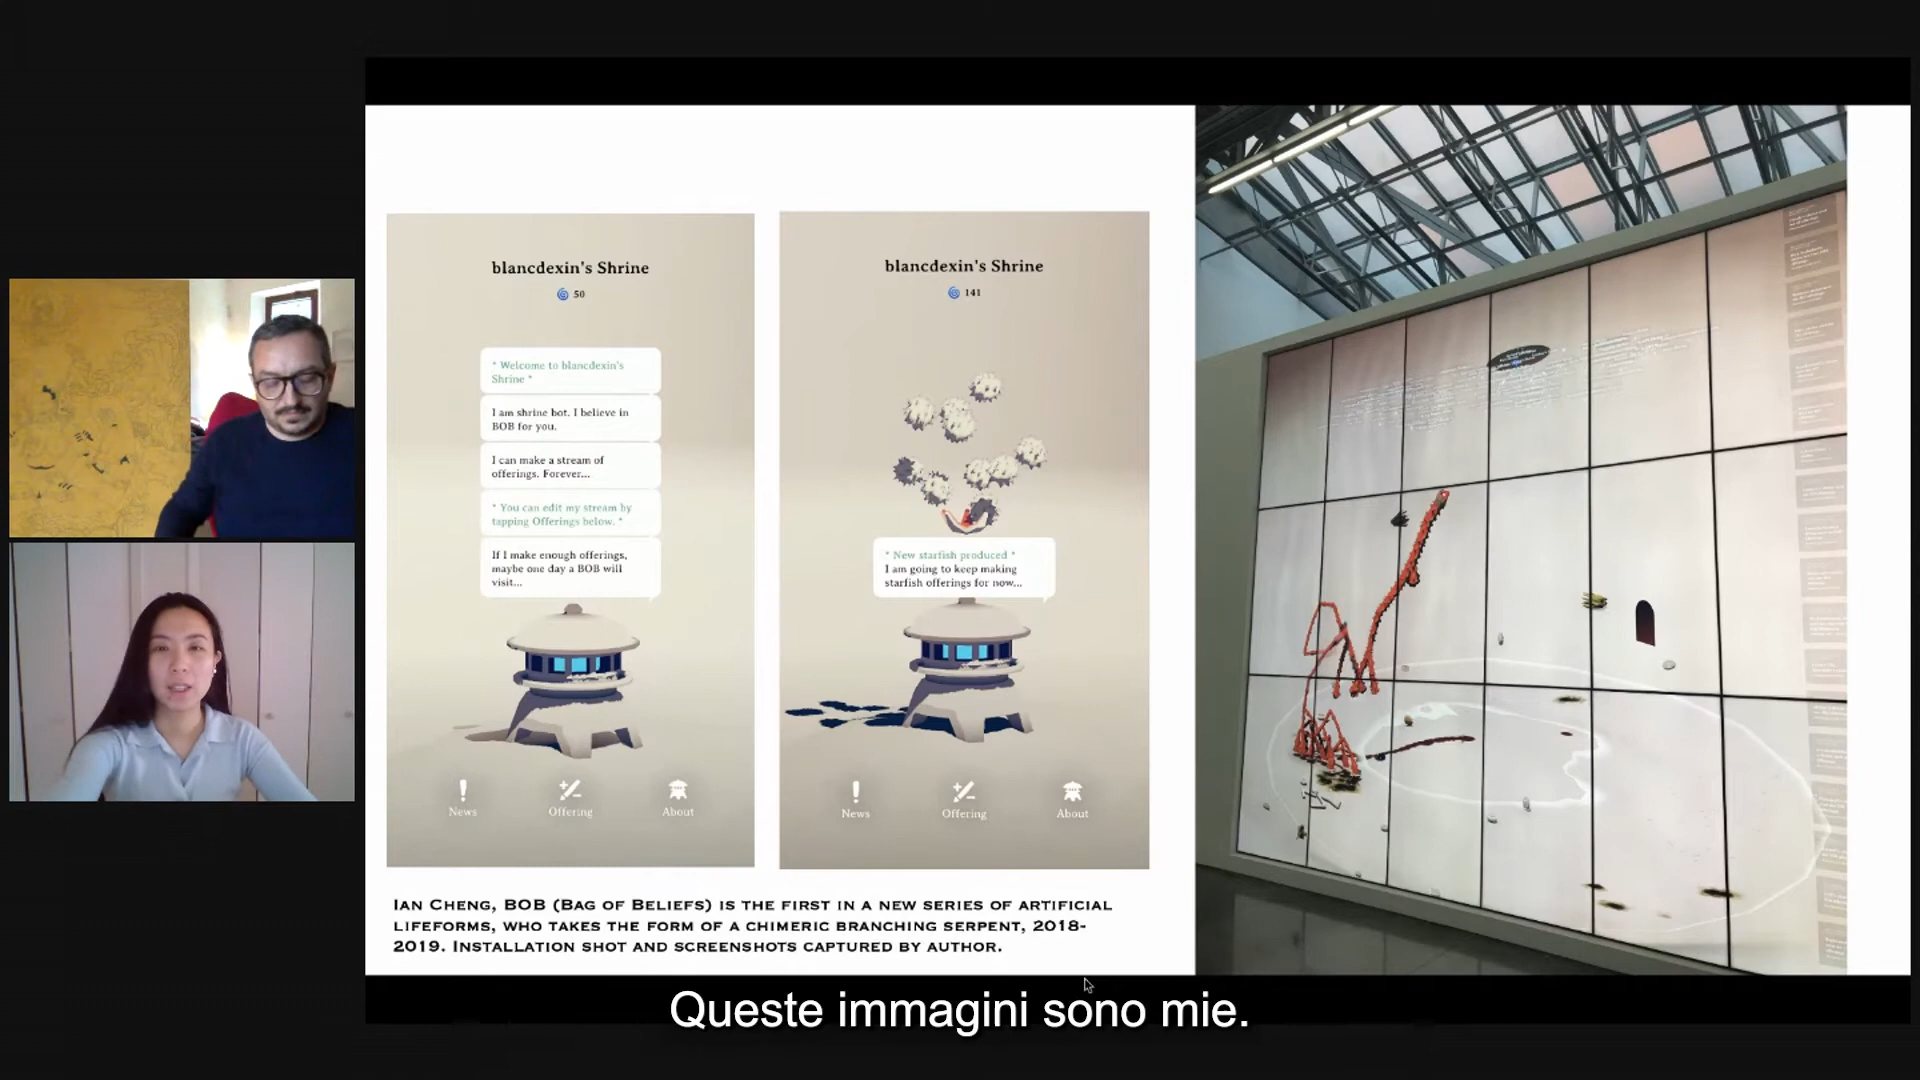 blancdexin's Shrine
50
* Welcome to blancdexin's
Shrine *
I am shrine bot. I believe in
BOB for you.
I can make a stream of
offerings. Forever...
* You can edit my stream by
tapping Offerings below. *
If I make enough offerings,
maybe one day a BOB will
visit...
News
Offering
About
blancdexin's Shrine
141
* New starfish produced *
I am going to keep making
starfish offerings for now...
News
Offering
About
IAN CHENG, BOB (BAG OF BELIEFS) IS THE FIRST IN A NEW SERIES OF ARTIFICIAL
LIFEFORMS, WHO TAKES THE FORM OF A CHIMERIC BRANCHING SERPENT, 2018-
2019. INSTALLATION SHOT AND SCREENSHOTS CAPTURED BY AUTHOR.
Queste immagini sono mie.